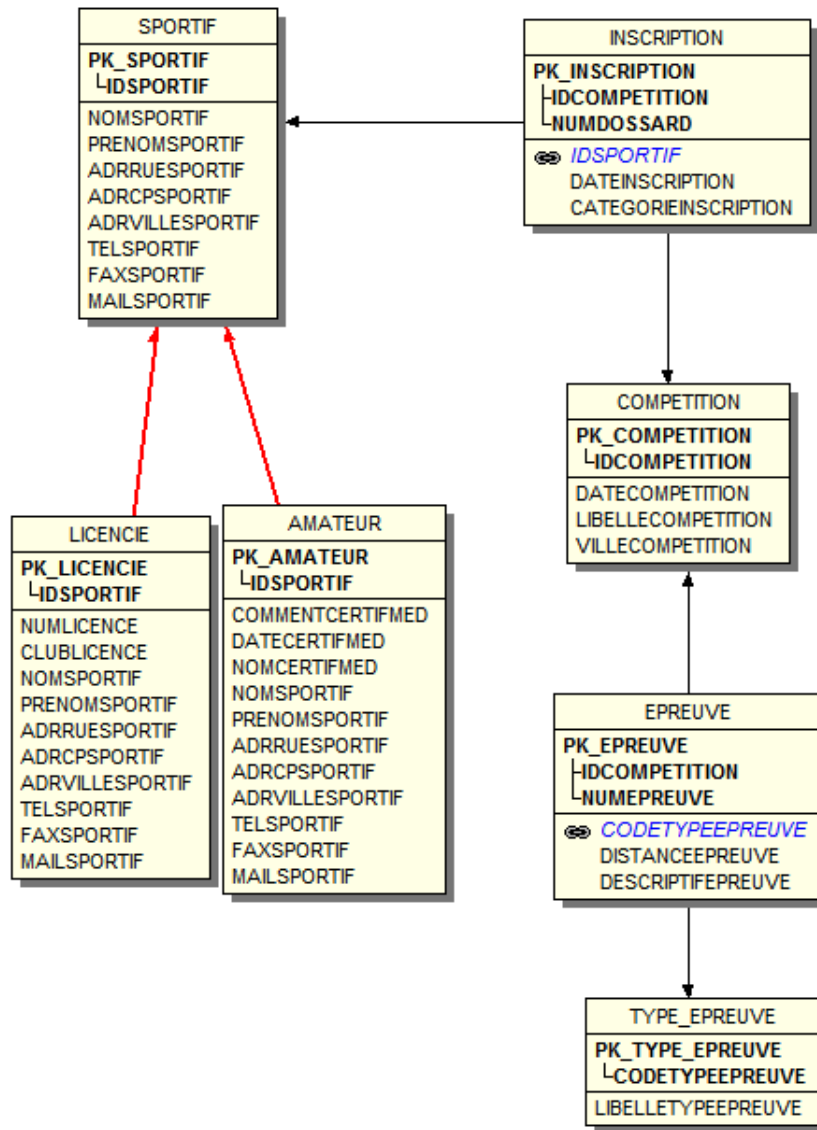 SPORTIF
PK_SPORTIF
IDSPORTIF
NOMSPORTIF
PRENOMSPORTIF
ADRRUESPORTIF
ADRCPSPORTIF
ADRVILLESPORTIF
TELSPORTIF
FAXSPORTIF
MAILSPORTIF
INSCRIPTION
PK_INSCRIPTION
IDCOMPETITION
NUMDOSSARD
IDSPORTIF
DATEINSCRIPTION
CATEGORIEINSCRIPTION
COMPETITION
PK_COMPETITION
IDCOMPETITION
DATECOMPETITION
LIBELLECOMPETITION
VILLECOMPETITION
LICENCIE
PK_LICENCIE
IDSPORTIF
NUMLICENCE
CLUBLICENCE
NOMSPORTIF
PRENOMSPORTIF
ADRRUESPORTIF
ADRCPSPORTIF
ADRVILLESPORTIF
TELSPORTIF
FAXSPORTIF
MAILSPORTIF
AMATEUR
PK_AMATEUR
IDSPORTIF
COMMENTCERTIFMED
DATECERTIFMED
NOMCERTIFMED
NOMSPORTIF
PRENOMSPORTIF
ADRRUESPORTIF
ADRCPSPORTIF
ADRVILLESPORTIF
TELSPORTIF
FAXSPORTIF
MAILSPORTIF
EPREUVE
PK_EPREUVE
IDCOMPETITION
NUMEPREUVE
CODETYPEEPREUVE
DISTANCEEPREUVE
DESCRIPTIFEPREUVE
TYPE_EPREUVE
PK_TYPE_EPREUVE
CODETYPEEPREUVE
LIBELLETYPEEPREUVE